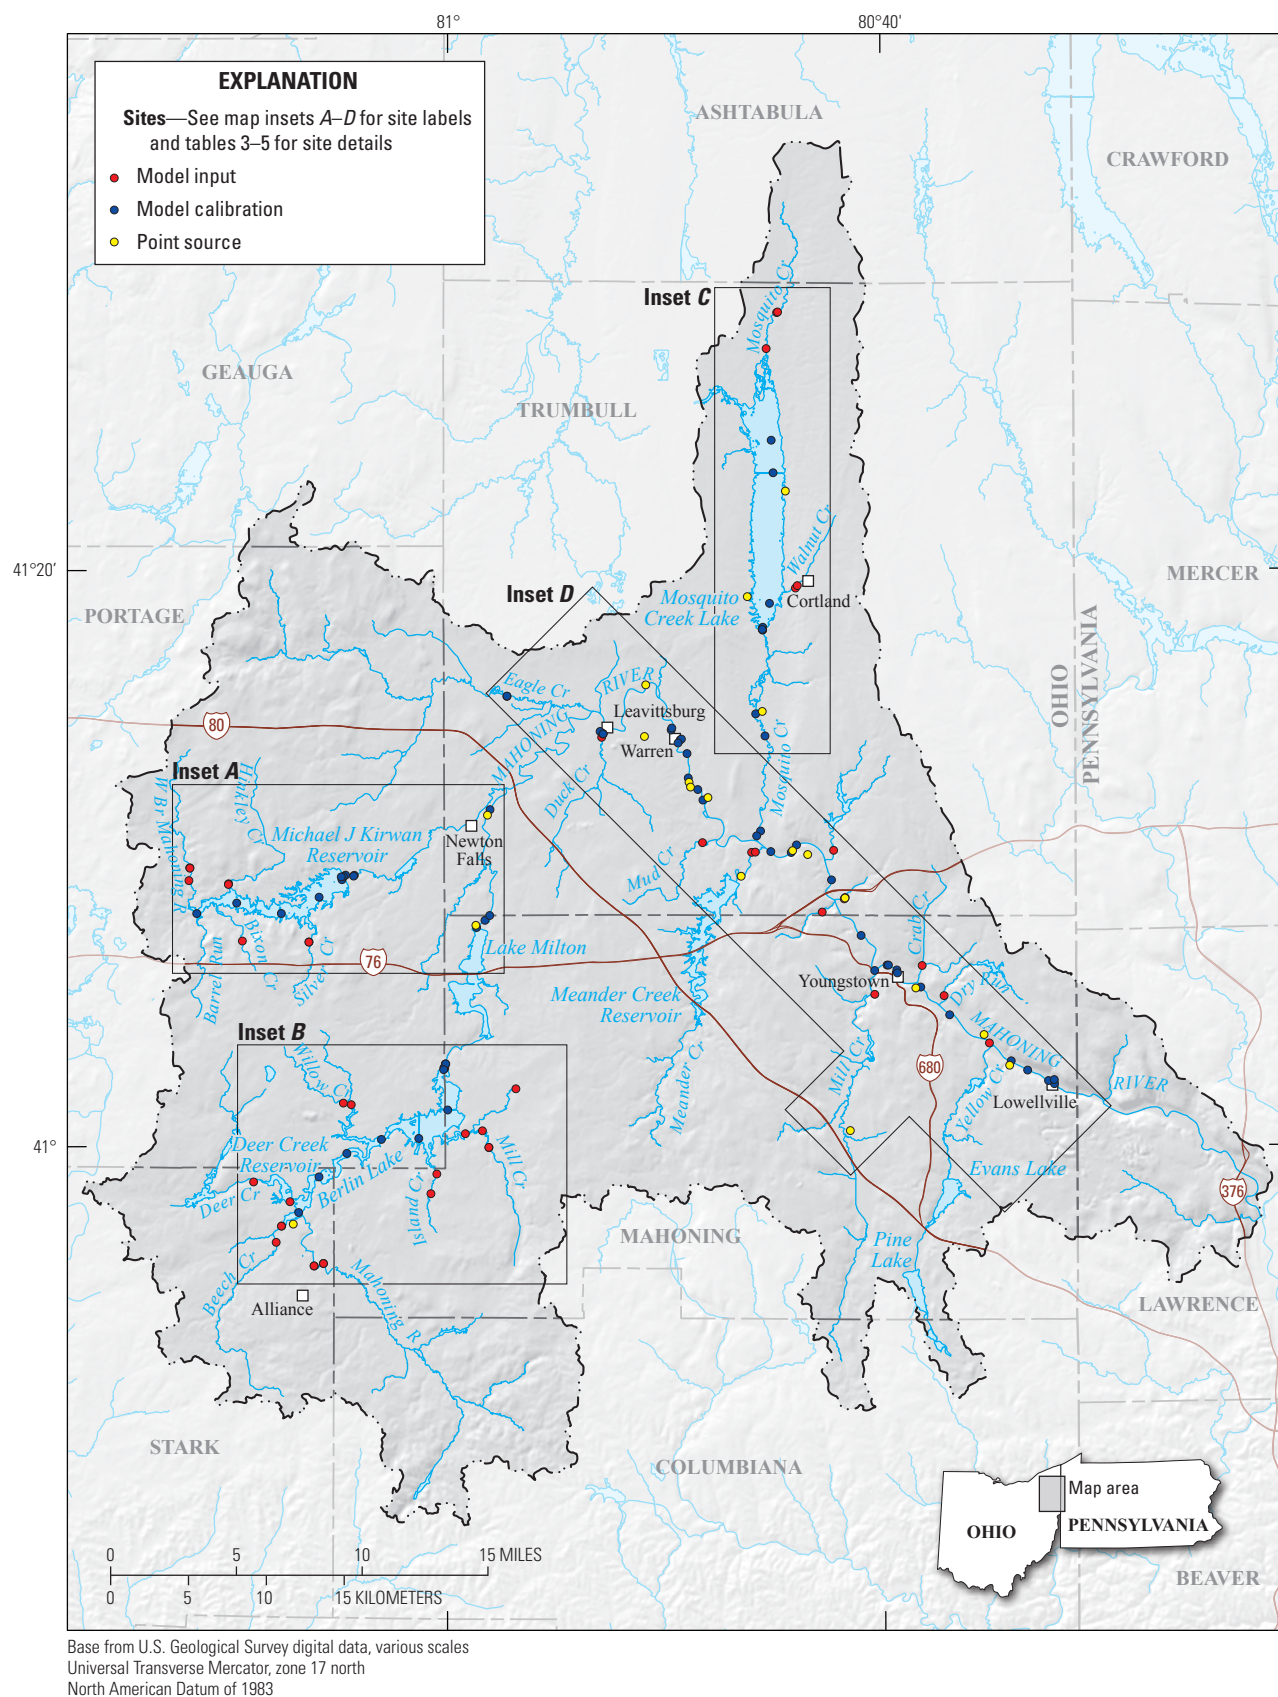 81°
80°40'
EXPLANATION
Sites—See map insets A–D for site labels
and tables 3–5 for site details
Model input
Model calibration
Point source
ASHTABULA
CRAWFORD
Inset C
Mosquito Cr
GEAUGA
TRUMBULL
Walnut Cr
41°20'
MERCER
Inset D
Cortland
Mosquito
Creek Lake
PORTAGE
OHIO
PENNSYLVANIA
Eagle Cr
RIVER
Leavittsburg
80
Warren
MAHONING
Mosquito Cr
Inset A
W Br Mahoning R
Hinkley Cr
Duck Cr
Michael J Kirwan
Reservoir
Newton
Falls
Mud Cr
Crab Cr
Barrel Run
Bixon Cr
Silver Cr
76
Lake Milton
Youngstown
Dry Run
Meander Creek
Reservoir
MAHONING
Inset B
Willow Cr
Meander Cr
Mill Cr
680
Yellow Cr
RIVER
Lowellville
41°
Deer Creek
Reservoir
Mill Cr
Berlin Lake
Deer Cr
Island Cr
Evans Lake
376
Beech Cr
MAHONING
Pine
Lake
Mahoning R
Alliance
LAWRENCE
STARK
COLUMBIANA
Map area
OHIO
PENNSYLVANIA
0 5 10 15 MILES
0 5 10 15 KILOMETERS
BEAVER
Base from U.S. Geological Survey digital data, various scales
Universal Transverse Mercator, zone 17 north
North American Datum of 1983